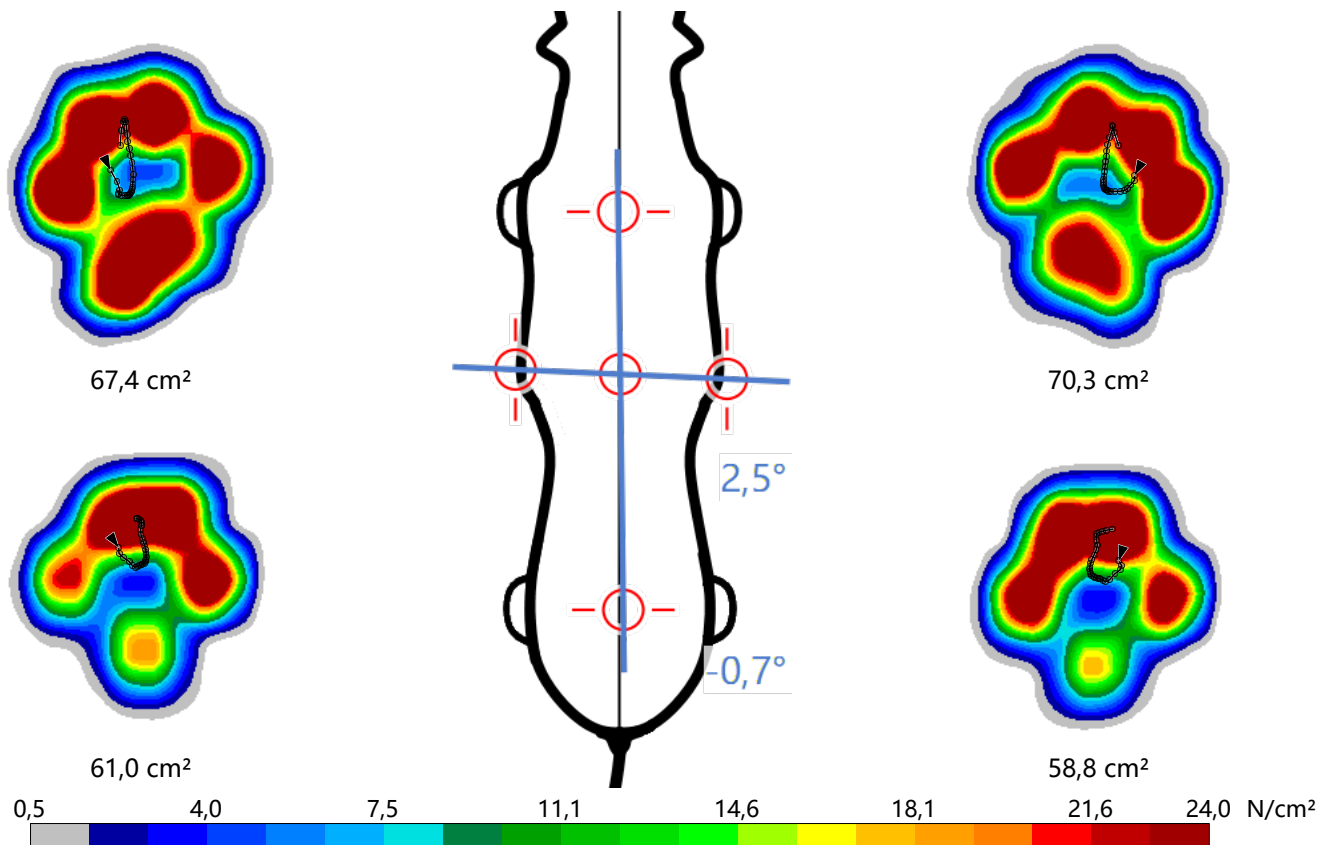 67,4 cm²
70,3 cm²
2,5°
-0,7°
61,0 cm²
58,8 cm²
0,5 4,0 7,5 11,1 14,6 18,1 21,6 24,0 N/cm²